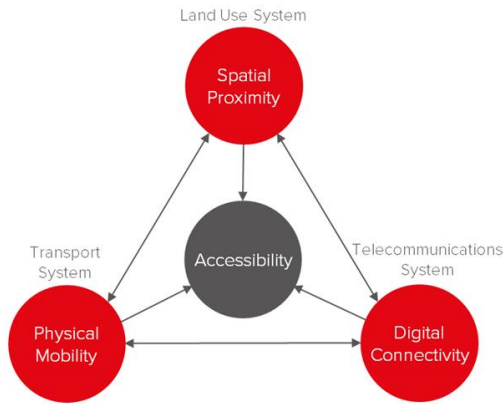 Land Use System
Spatial
Proximity
Transport
System
Accessibility
Telecommunications
System
Physical
Mobility
Digital
Connectivity